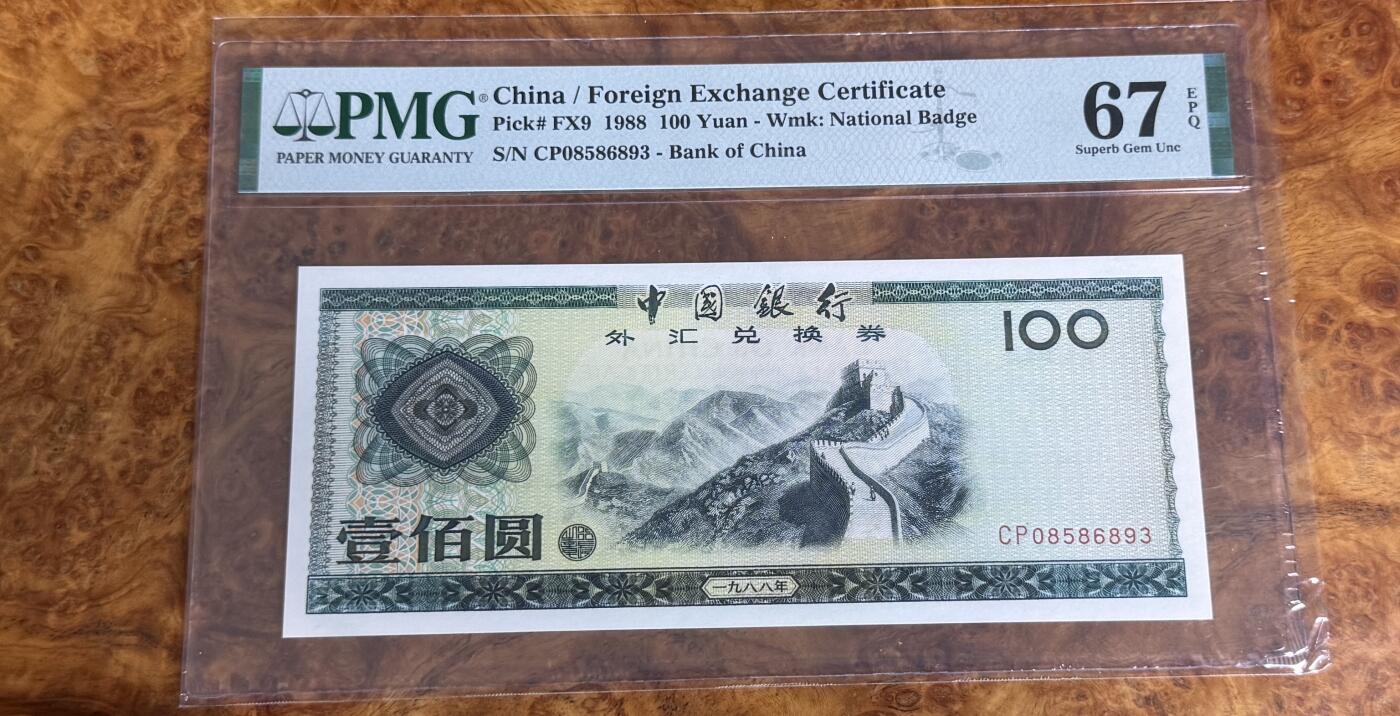 PMG®
PAPER MONEY GUARANTY
China / Foreign Exchange Certificate
Pick# FX9 1988 100 Yuan - Wmk: National Badge
S/N CP08586893 - Bank of China
67
EPQ
Superb Gem Unc
中國銀行
外汇兑换券
100
壹佰圆
CP08586893
一九八八年